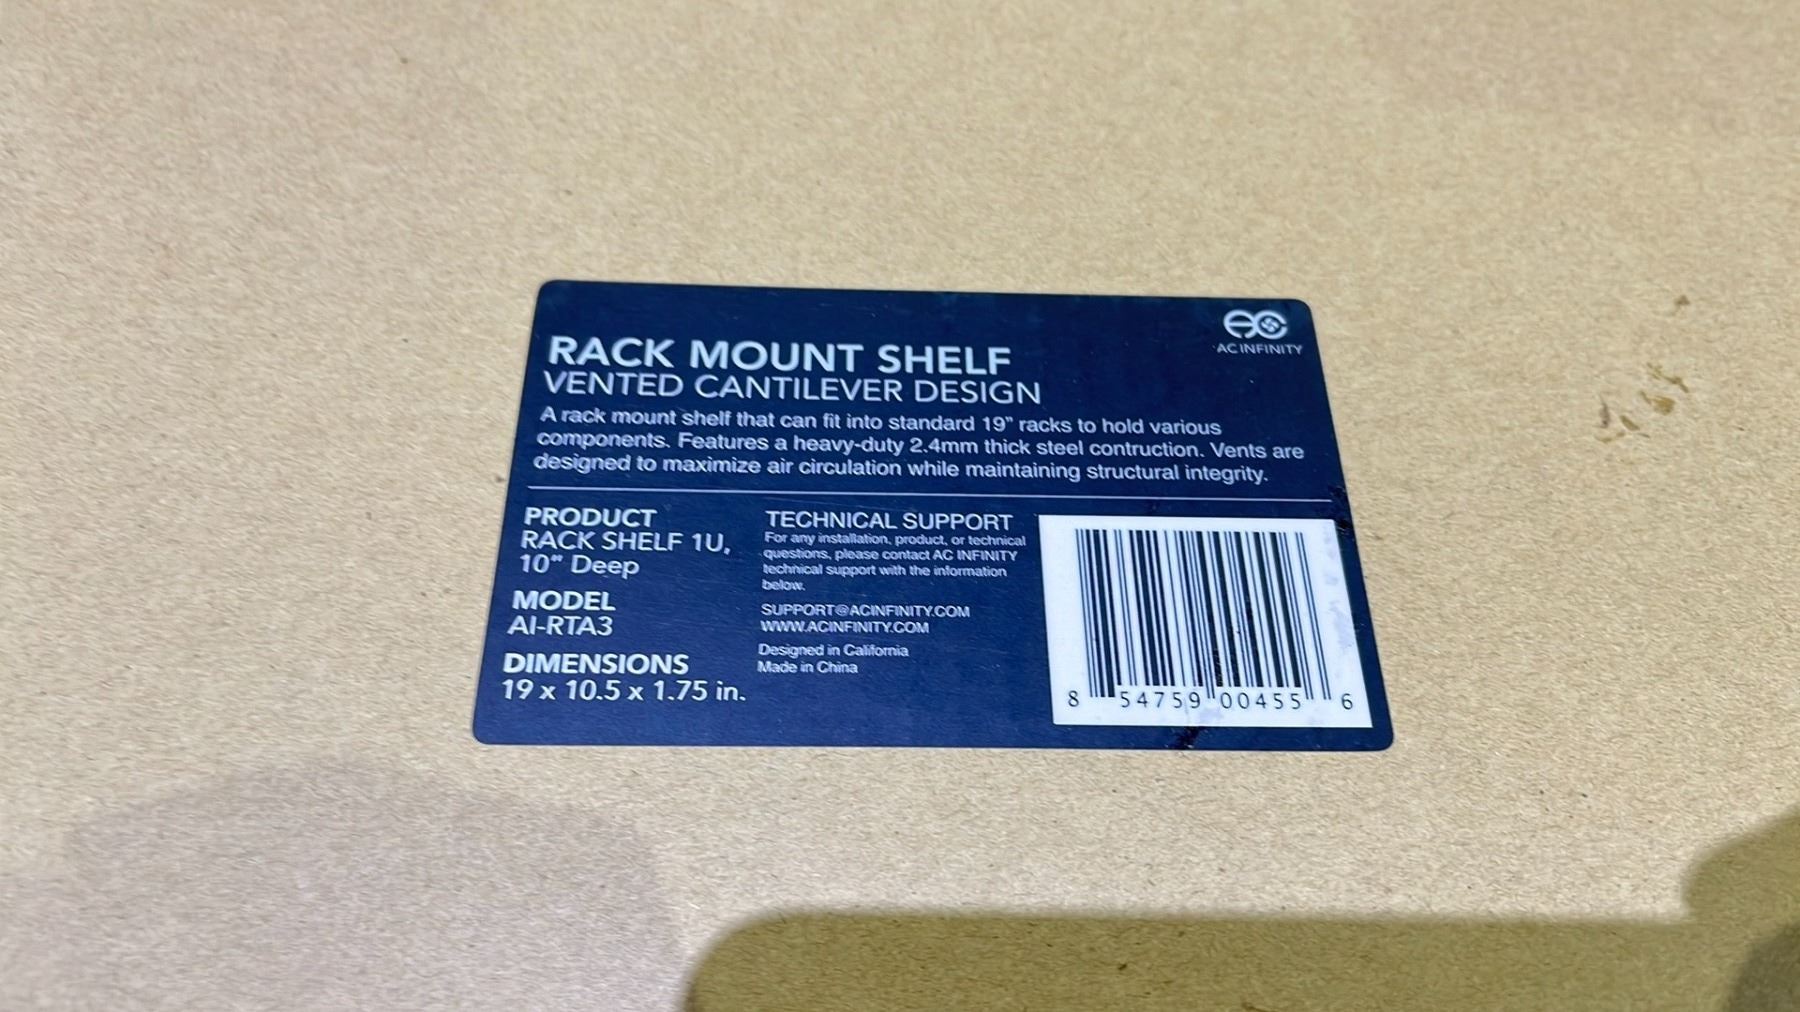 AC INFINITY
RACK MOUNT SHELF
VENTED CANTILEVER DESIGN
A rack mount shelf that can fit into standard 19" racks to hold various
components. Features a heavy-duty 2.4mm thick steel contruction. Vents are
designed to maximize air circulation while maintaining structural integrity.
PRODUCT
RACK SHELF 1U,
10" Deep
MODEL
AI-RTA3
DIMENSIONS
19 x 10.5 x 1.75 in.
TECHNICAL SUPPORT
For any installation, product, or technical
questions, please contact AC INFINITY
technical support with the information
below.
SUPPORT@ACINFINITY.COM
WWW.ACINFINITY.COM
Designed in California
Made in China
8 54759 00455 6